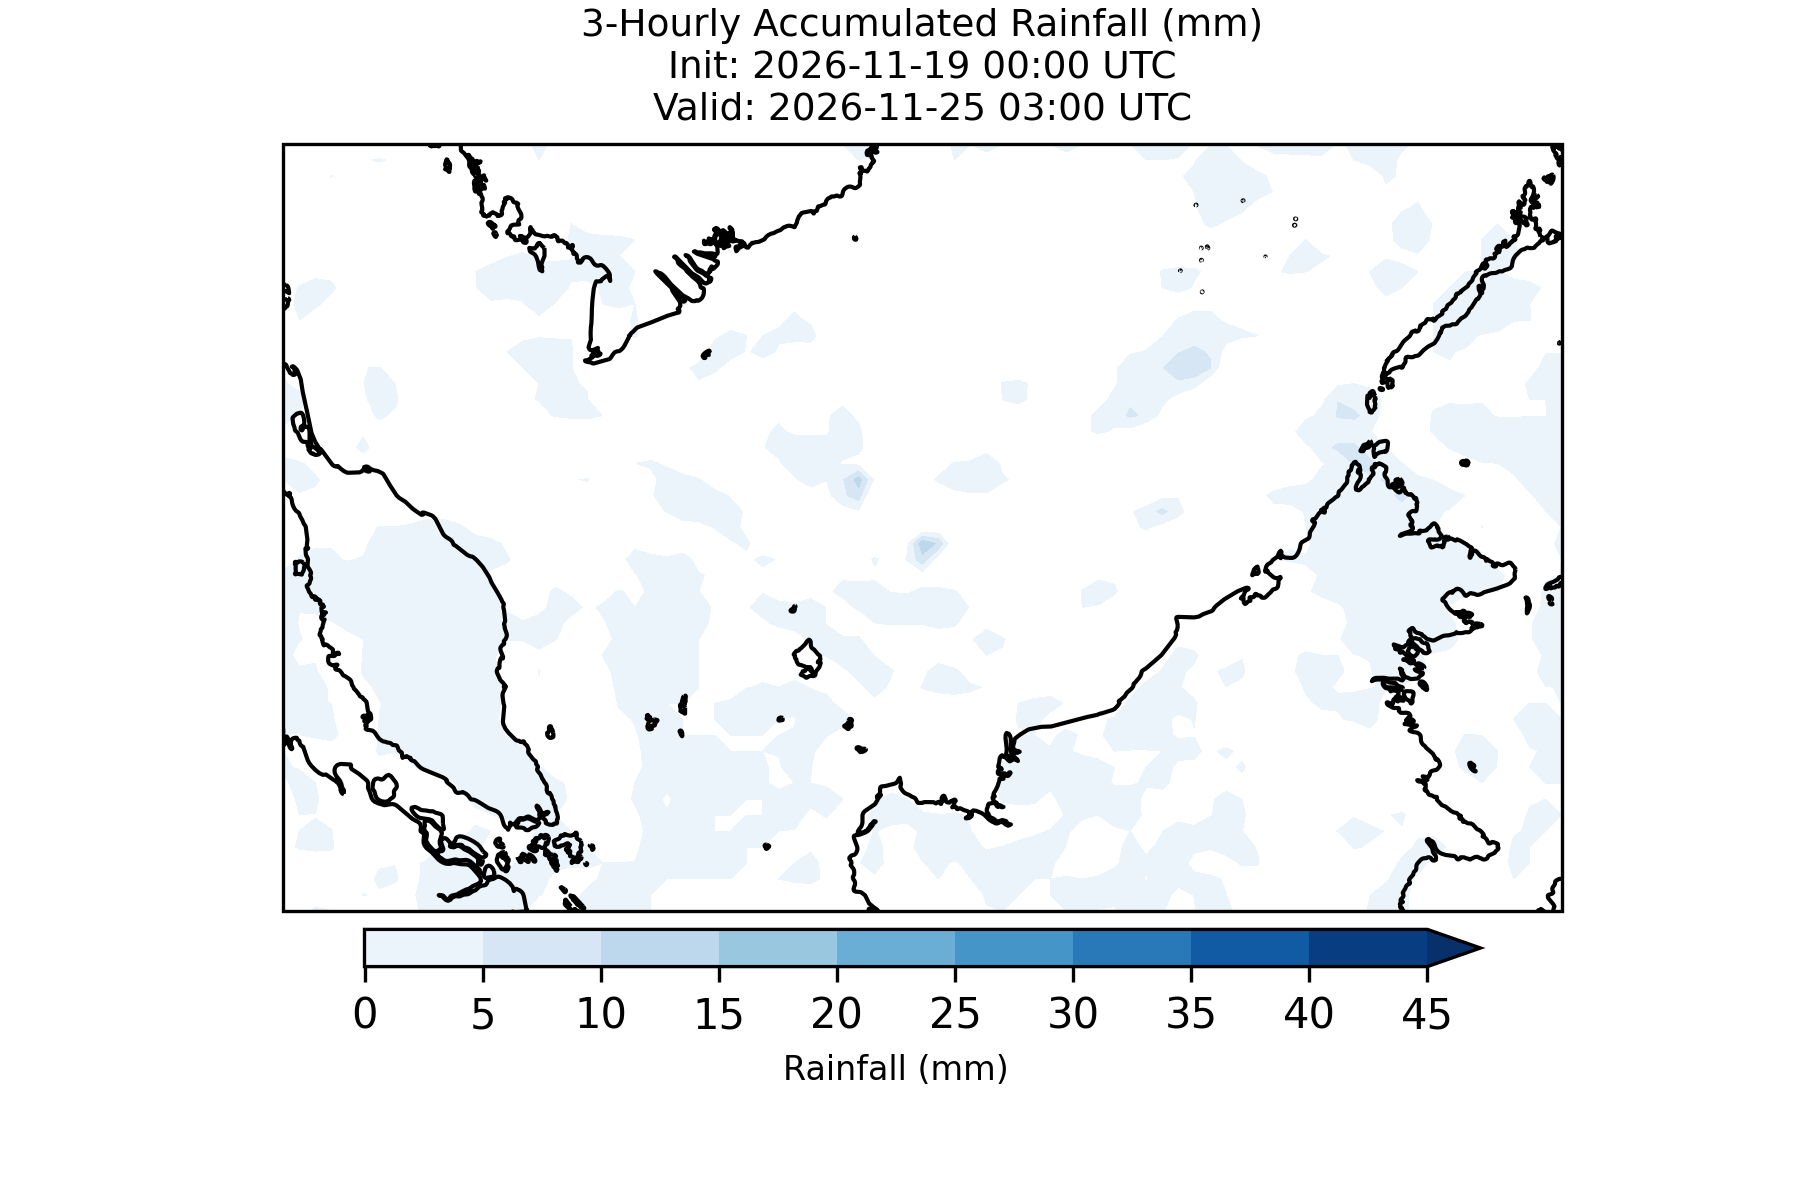 3-Hourly Accumulated Rainfall (mm)
Init: 2026-11-19 00:00 UTC
Valid: 2026-11-25 03:00 UTC
0 5 10 15 20 25 30 35 40 45
Rainfall (mm)